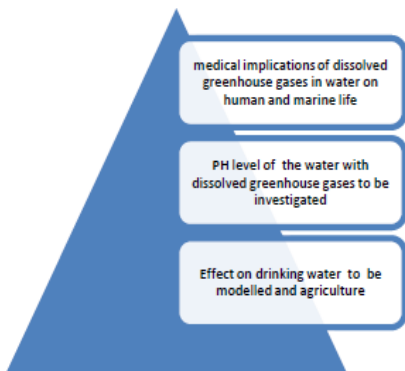 medical implications of dissolved
greenhouse gases in water on
human and marine life
PH level of the water with
dissolved greenhouse gases to be
investigated
Effect on drinking water to be
modelled and agriculture